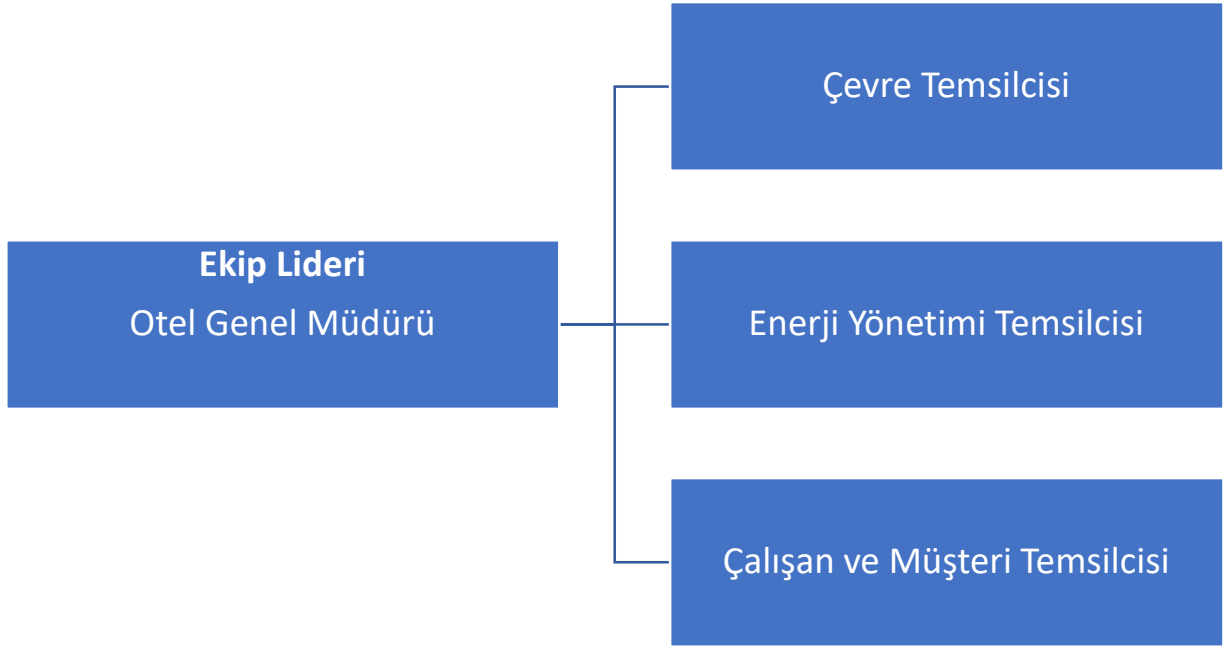 Çevre Temsilcisi
Ekip Lideri
Otel Genel Müdürü
Enerji Yönetimi Temsilcisi
Çalışan ve Müşteri Temsilcisi